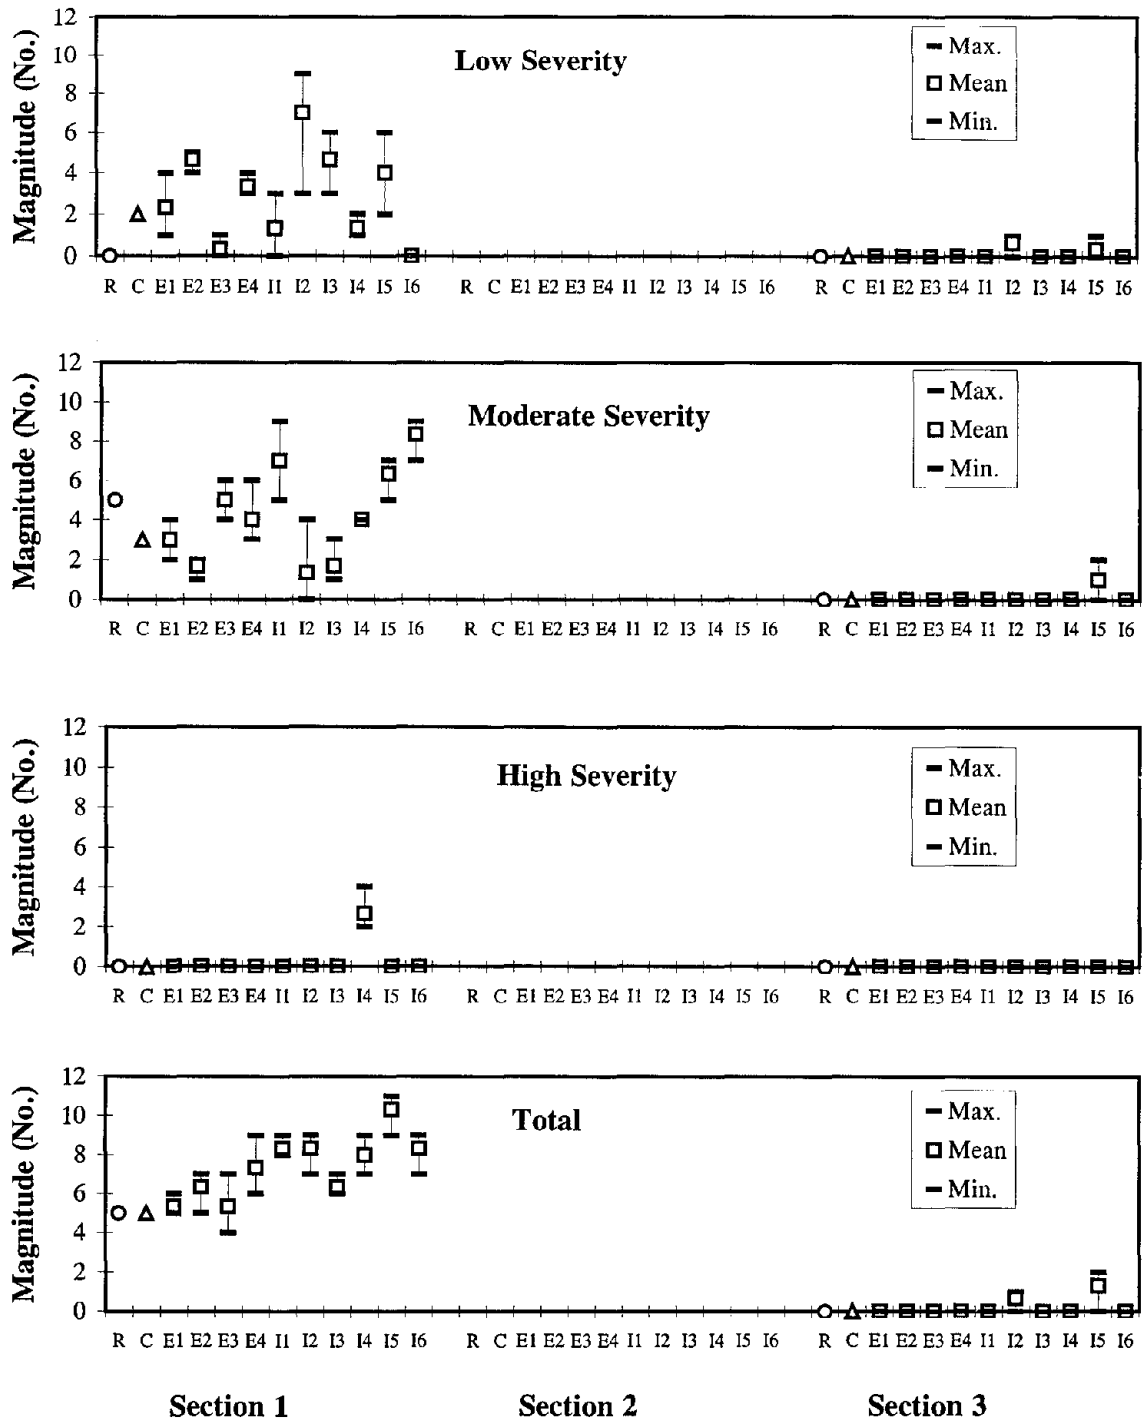 Magnitude (No.)
12
10
8
6
4
2
0
Low Severity
Max.
Mean
Min.
R C E1 E2 E3 E4 I1 I2 I3 I4 I5 I6 R C E1 E2 E3 E4 I1 I2 I3 I4 I5 I6 R C E1 E2 E3 E4 I1 I2 I3 I4 I5 I6
Magnitude (No.)
12
10
8
6
4
2
0
Moderate Severity
Max.
Mean
Min.
R C E1 E2 E3 E4 I1 I2 I3 I4 I5 I6 R C E1 E2 E3 E4 I1 I2 I3 I4 I5 I6 R C E1 E2 E3 E4 I1 I2 I3 I4 I5 I6
Magnitude (No.)
12
10
8
6
4
2
0
High Severity
Max.
Mean
Min.
R C E1 E2 E3 E4 I1 I2 I3 I4 I5 I6 R C E1 E2 E3 E4 I1 I2 I3 I4 I5 I6 R C E1 E2 E3 E4 I1 I2 I3 I4 I5 I6
Magnitude (No.)
12
10
8
6
4
2
0
Total
Max.
Mean
Min.
R C E1 E2 E3 E4 I1 I2 I3 I4 I5 I6 R C E1 E2 E3 E4 I1 I2 I3 I4 I5 I6 R C E1 E2 E3 E4 I1 I2 I3 I4 I5 I6
Section 1 Section 2 Section 3